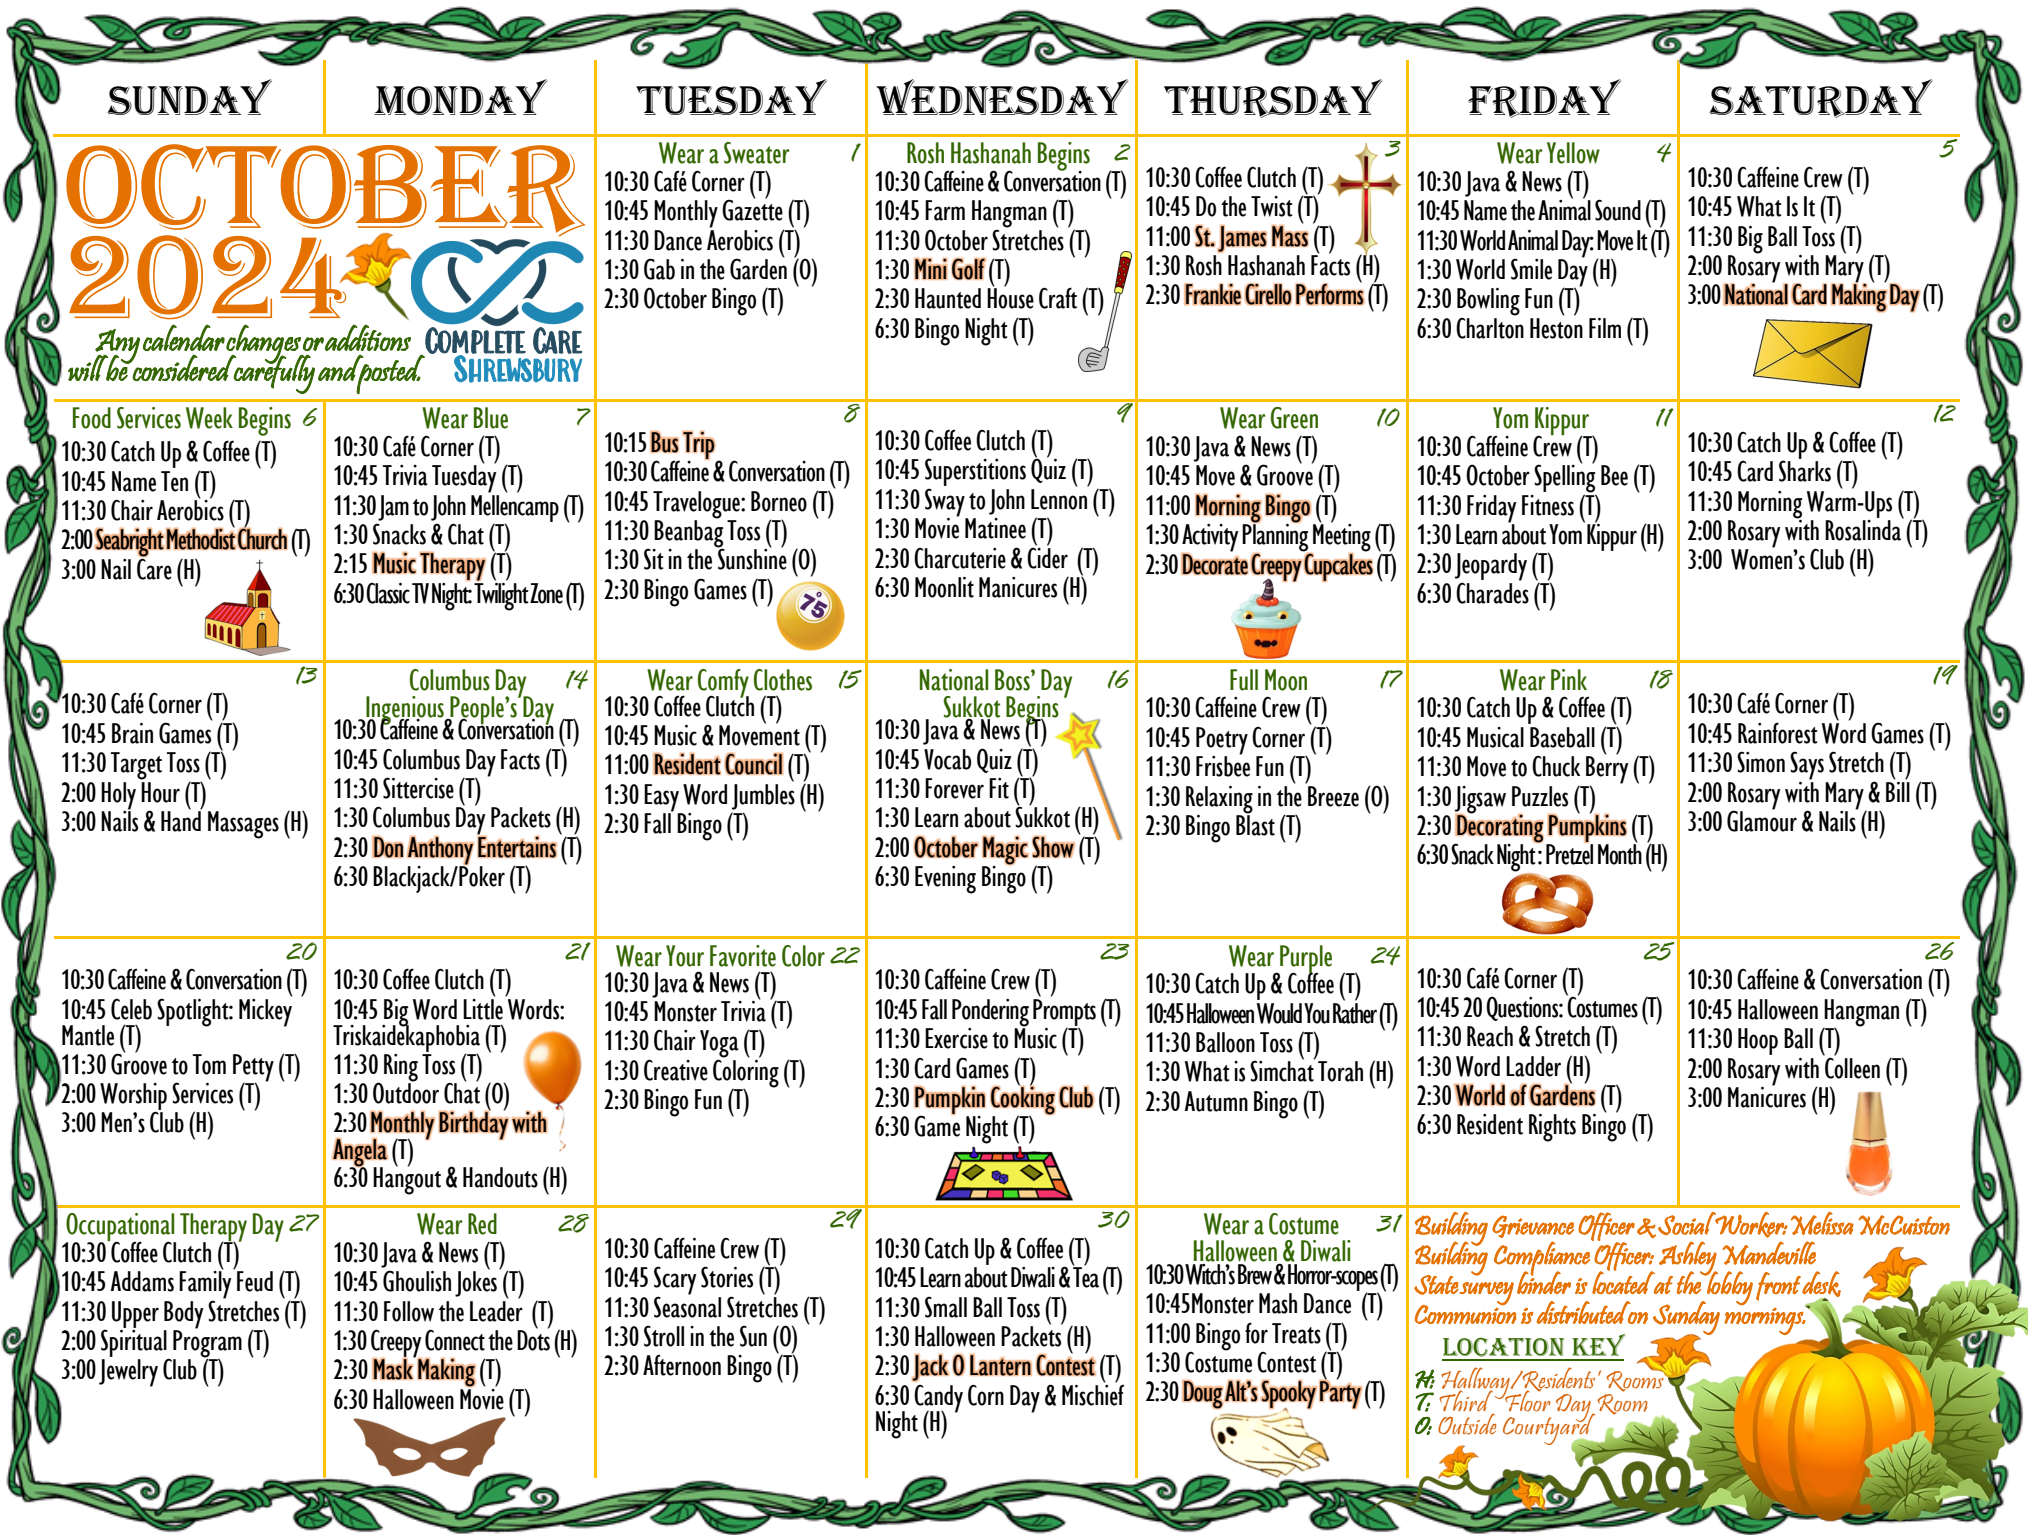 SUNDAY MONDAY TUESDAY WEDNESDAY THURSDAY FRIDAY SATURDAY
OCTOBER
2024
Any calendar changes or additions
will be considered carefully and posted.
COMPLETE CARE
SHREWSBURY
Wear a Sweater 1
10:30 Café Corner (T)
10:45 Monthly Gazette (T)
11:30 Dance Aerobics (T)
1:30 Gab in the Garden (O)
2:30 October Bingo (T)
Rosh Hashanah Begins 2
10:30 Caffeine & Conversation (T)
10:45 Farm Hangman (T)
11:30 October Stretches (T)
1:30 Mini Golf (T)
2:30 Haunted House Craft (T)
6:30 Bingo Night (T)
3
10:30 Coffee Clutch (T)
10:45 Do the Twist (T)
11:00 St. James Mass (T)
1:30 Rosh Hashanah Facts (H)
2:30 Frankie Cirello Performs (T)
Wear Yellow 4
10:30 Java & News (T)
10:45 Name the Animal Sound (T)
11:30 World Animal Day: Move It (T)
1:30 World Smile Day (H)
2:30 Bowling Fun (T)
6:30 Charlton Heston Film (T)
5
10:30 Caffeine Crew (T)
10:45 What Is It (T)
11:30 Big Ball Toss (T)
2:00 Rosary with Mary (T)
3:00 National Card Making Day (T)
Food Services Week Begins 6
10:30 Catch Up & Coffee (T)
10:45 Name Ten (T)
11:30 Chair Aerobics (T)
2:00 Seabright Methodist Church (T)
3:00 Nail Care (H)
Wear Blue 7
10:30 Café Corner (T)
10:45 Trivia Tuesday (T)
11:30 Jam to John Mellencamp (T)
1:30 Snacks & Chat (T)
2:15 Music Therapy (T)
6:30 Classic TV Night: Twilight Zone (T)
8
10:15 Bus Trip
10:30 Caffeine & Conversation (T)
10:45 Travelogue: Borneo (T)
11:30 Beanbag Toss (T)
1:30 Sit in the Sunshine (O)
2:30 Bingo Games (T)
75
9
10:30 Coffee Clutch (T)
10:45 Superstitions Quiz (T)
11:30 Sway to John Lennon (T)
1:30 Movie Matinee (T)
2:30 Charcuterie & Cider (T)
6:30 Moonlit Manicures (H)
Wear Green 10
10:30 Java & News (T)
10:45 Move & Groove (T)
11:00 Morning Bingo (T)
1:30 Activity Planning Meeting (T)
2:30 Decorate Creepy Cupcakes (T)
Yom Kippur 11
10:30 Caffeine Crew (T)
10:45 October Spelling Bee (T)
11:30 Friday Fitness (T)
1:30 Learn about Yom Kippur (H)
2:30 Jeopardy (T)
6:30 Charades (T)
12
10:30 Catch Up & Coffee (T)
10:45 Card Sharks (T)
11:30 Morning Warm-Ups (T)
2:00 Rosary with Rosalinda (T)
3:00 Women's Club (H)
13
10:30 Café Corner (T)
10:45 Brain Games (T)
11:30 Target Toss (T)
2:00 Holy Hour (T)
3:00 Nails & Hand Massages (H)
Columbus Day 14
Ingenious People's Day
10:30 Caffeine & Conversation (T)
10:45 Columbus Day Facts (T)
11:30 Sittercise (T)
1:30 Columbus Day Packets (H)
2:30 Don Anthony Entertains (T)
6:30 Blackjack/Poker (T)
Wear Comfy Clothes 15
10:30 Coffee Clutch (T)
10:45 Music & Movement (T)
11:00 Resident Council (T)
1:30 Easy Word Jumbles (H)
2:30 Fall Bingo (T)
National Boss' Day 16
Sukkot Begins
10:30 Java & News (T)
10:45 Vocab Quiz (T)
11:30 Forever Fit (T)
1:30 Learn about Sukkot (H)
2:00 October Magic Show (T)
6:30 Evening Bingo (T)
Full Moon 17
10:30 Caffeine Crew (T)
10:45 Poetry Corner (T)
11:30 Frisbee Fun (T)
1:30 Relaxing in the Breeze (O)
2:30 Bingo Blast (T)
Wear Pink 18
10:30 Catch Up & Coffee (T)
10:45 Musical Baseball (T)
11:30 Move to Chuck Berry (T)
1:30 Jigsaw Puzzles (T)
2:30 Decorating Pumpkins (T)
6:30 Snack Night: Pretzel Month (H)
19
10:30 Café Corner (T)
10:45 Rainforest Word Games (T)
11:30 Simon Says Stretch (T)
2:00 Rosary with Mary & Bill (T)
3:00 Glamour & Nails (H)
20
10:30 Caffeine & Conversation (T)
10:45 Celeb Spotlight: Mickey
Mantle (T)
11:30 Groove to Tom Petty (T)
2:00 Worship Services (T)
3:00 Men's Club (H)
21
10:30 Coffee Clutch (T)
10:45 Big Word Little Words:
Triskaidekaphobia (T)
11:30 Ring Toss (T)
1:30 Outdoor Chat (O)
2:30 Monthly Birthday with
Angela (T)
6:30 Hangout & Handouts (H)
Wear Your Favorite Color 22
10:30 Java & News (T)
10:45 Monster Trivia (T)
11:30 Chair Yoga (T)
1:30 Creative Coloring (T)
2:30 Bingo Fun (T)
23
10:30 Caffeine Crew (T)
10:45 Fall Pondering Prompts (T)
11:30 Exercise to Music (T)
1:30 Card Games (T)
2:30 Pumpkin Cooking Club (T)
6:30 Game Night (T)
Wear Purple 24
10:30 Catch Up & Coffee (T)
10:45 Halloween Would You Rather (T)
11:30 Balloon Toss (T)
1:30 What is Simchat Torah (H)
2:30 Autumn Bingo (T)
25
10:30 Café Corner (T)
10:45 20 Questions: Costumes (T)
11:30 Reach & Stretch (T)
1:30 Word Ladder (H)
2:30 World of Gardens (T)
6:30 Resident Rights Bingo (T)
26
10:30 Caffeine & Conversation (T)
10:45 Halloween Hangman (T)
11:30 Hoop Ball (T)
2:00 Rosary with Colleen (T)
3:00 Manicures (H)
Occupational Therapy Day 27
10:30 Coffee Clutch (T)
10:45 Addams Family Feud (T)
11:30 Upper Body Stretches (T)
2:00 Spiritual Program (T)
3:00 Jewelry Club (T)
Wear Red 28
10:30 Java & News (T)
10:45 Ghoulish Jokes (T)
11:30 Follow the Leader (T)
1:30 Creepy Connect the Dots (H)
2:30 Mask Making (T)
6:30 Halloween Movie (T)
29
10:30 Caffeine Crew (T)
10:45 Scary Stories (T)
11:30 Seasonal Stretches (T)
1:30 Stroll in the Sun (O)
2:30 Afternoon Bingo (T)
30
10:30 Catch Up & Coffee (T)
10:45 Learn about Diwali & Tea (T)
11:30 Small Ball Toss (T)
1:30 Halloween Packets (H)
2:30 Jack O Lantern Contest (T)
6:30 Candy Corn Day & Mischief
Night (H)
Wear a Costume 31
Halloween & Diwali
10:30 Witch's Brew & Horror-scopes (T)
10:45Monster Mash Dance (T)
11:00 Bingo for Treats (T)
1:30 Costume Contest (T)
2:30 Doug Alt's Spooky Party (T)
Building Grievance Officer & Social Worker: Melissa McCuiston
Building Compliance Officer: Ashley Mandeville
State survey binder is located at the lobby front desk.
Communion is distributed on Sunday mornings.
LOCATION KEY
H: Hallway/Residents' Rooms
T: Third Floor Day Room
O: Outside Courtyard